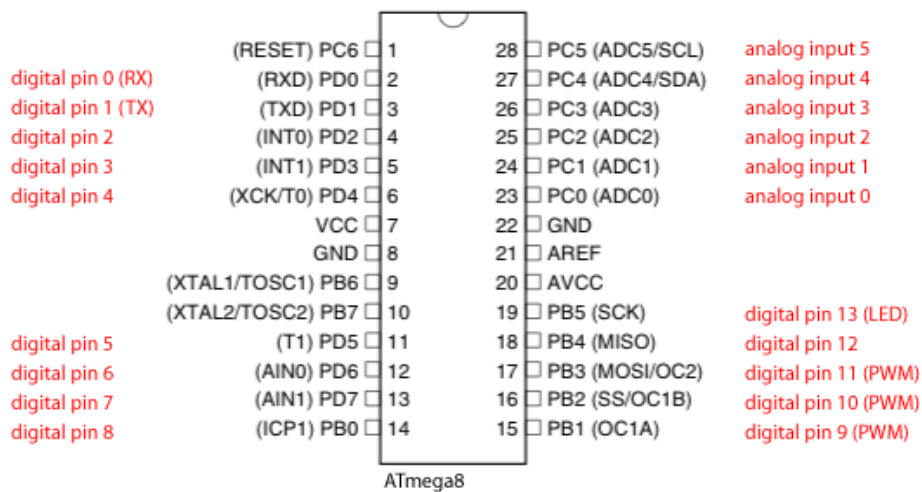 (RESET) PC6 1 28 PC5 (ADC5/SCL) analog input 5
digital pin 0 (RX) (RXD) PD0 2 27 PC4 (ADC4/SDA) analog input 4
digital pin 1 (TX) (TXD) PD1 3 26 PC3 (ADC3) analog input 3
digital pin 2 (INT0) PD2 4 25 PC2 (ADC2) analog input 2
digital pin 3 (INT1) PD3 5 24 PC1 (ADC1) analog input 1
digital pin 4 (XCK/T0) PD4 6 23 PC0 (ADC0) analog input 0
VCC 7 22 GND
GND 8 21 AREF
(XTAL1/TOSC1) PB6 9 20 AVCC
(XTAL2/TOSC2) PB7 10 19 PB5 (SCK) digital pin 13 (LED)
digital pin 5 (T1) PD5 11 18 PB4 (MISO) digital pin 12
digital pin 6 (AIN0) PD6 12 17 PB3 (MOSI/OC2) digital pin 11 (PWM)
digital pin 7 (AIN1) PD7 13 16 PB2 (SS/OC1B) digital pin 10 (PWM)
digital pin 8 (ICP1) PB0 14 15 PB1 (OC1A) digital pin 9 (PWM)
ATmega8